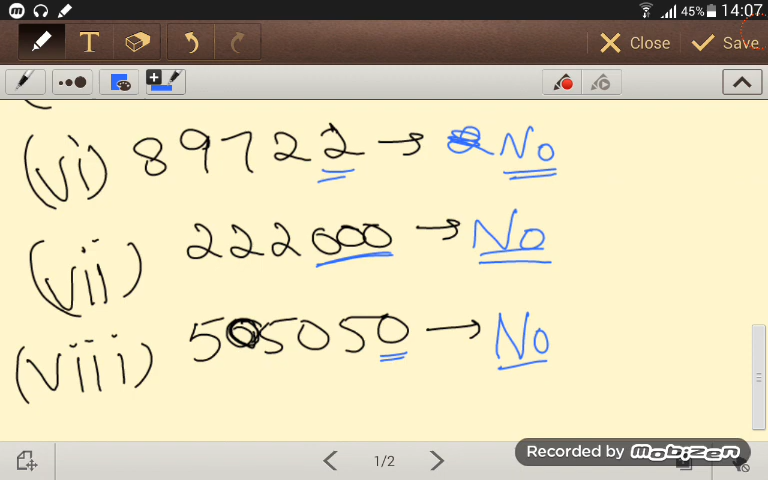 45% 14:07
T Close Save
(vi) 89722 → No
(vii) 222000 → No
(viii) 505050 → No
1/2
Recorded by MOBIZEN